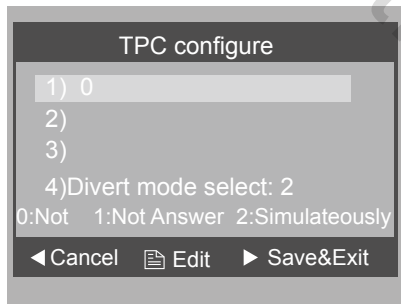 TPC configure
1) 0
2)
3)
4)Divert mode select: 2
0:Not 1:Not Answer 2:Simulateously
◀Cancel Edit ▶ Save&Exit